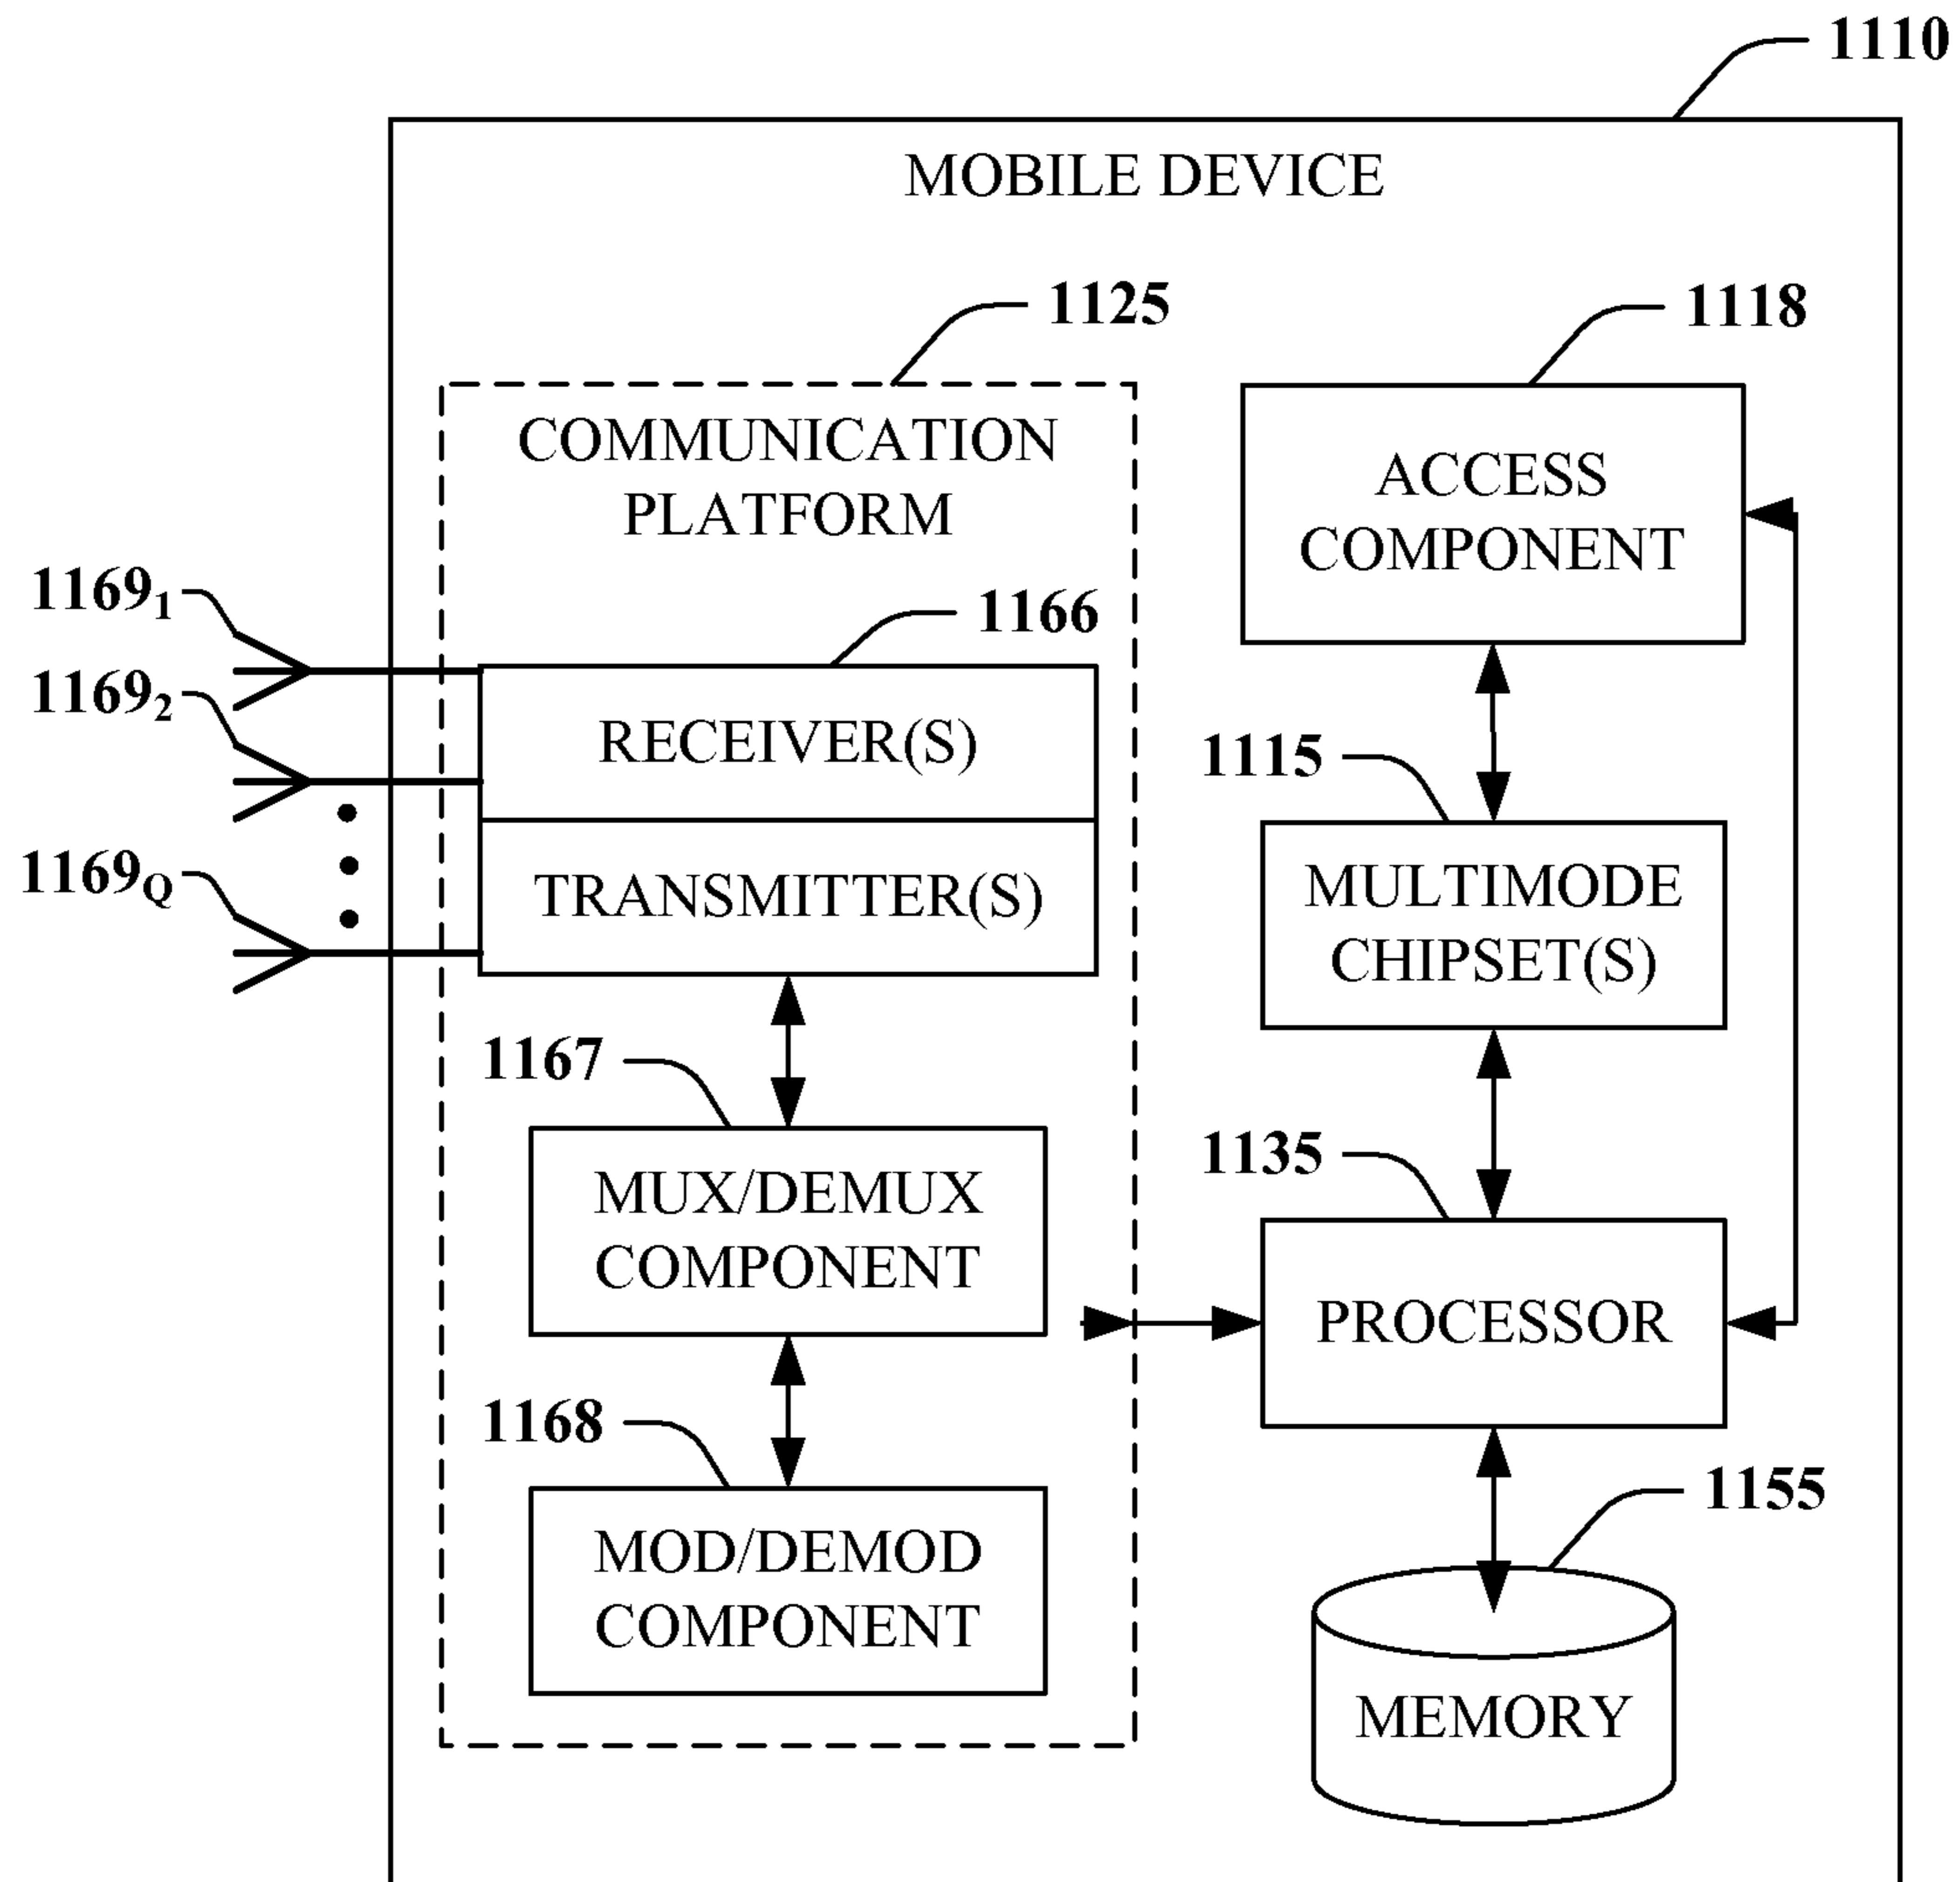 1110
MOBILE DEVICE
1125
1118
COMMUNICATION
PLATFORM
ACCESS
COMPONENT
1169₁
1166
1169₂
RECEIVER(S)
1115
1169Q
TRANSMITTER(S)
MULTIMODE
CHIPSET(S)
1167
MUX/DEMUX
COMPONENT
1135
PROCESSOR
1168
MOD/DEMOD
COMPONENT
1155
MEMORY